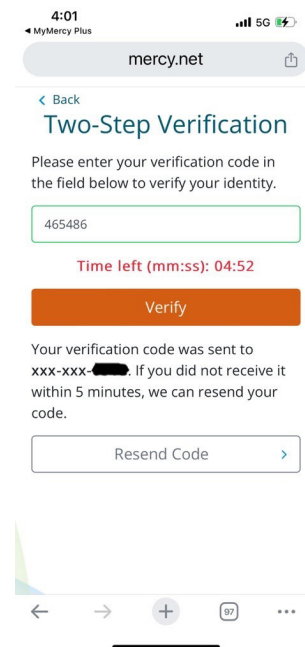 4:01
5G
◀ MyMercy Plus
mercy.net
Back
Two-Step Verification
Please enter your verification code in
the field below to verify your identity.
465486
Time left (mm:ss): 04:52
Verify
Your verification code was sent to
xxx-xxx-. If you did not receive it
within 5 minutes, we can resend your
code.
Resend Code
97